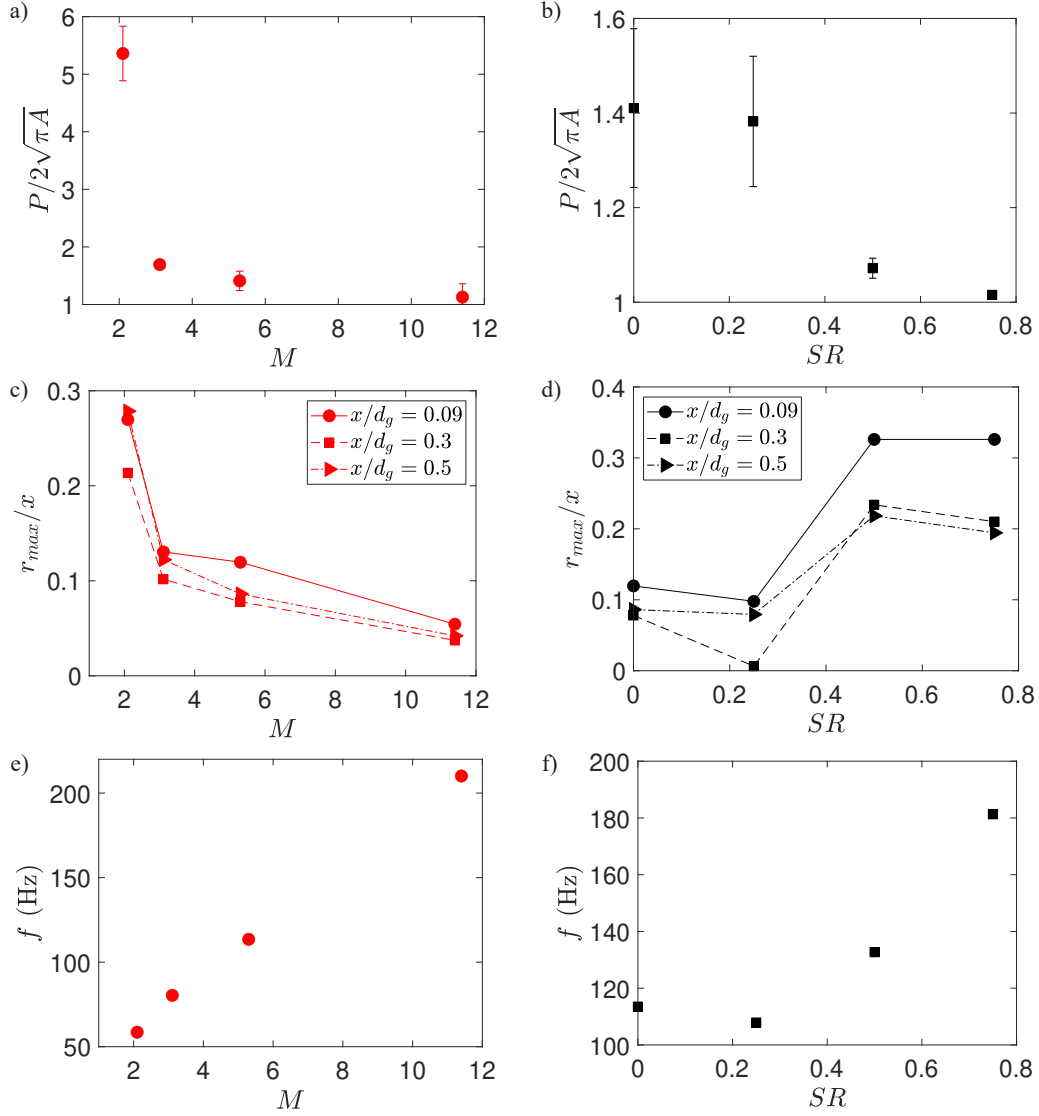 a)
6
5
4
3
2
1
P/2√πA
2 4 6 8 10 12
M
b)
1.6
1.4
1.2
1
P/2√πA
0 0.2 0.4 0.6 0.8
SR
c)
0.3
0.2
0.1
0
r_max/x
x/d_g = 0.09
x/d_g = 0.3
x/d_g = 0.5
2 4 6 8 10 12
M
d)
0.4
0.3
0.2
0.1
0
r_max/x
x/d_g = 0.09
x/d_g = 0.3
x/d_g = 0.5
0 0.2 0.4 0.6 0.8
SR
e)
200
150
100
50
f (Hz)
2 4 6 8 10 12
M
f)
200
180
160
140
120
100
f (Hz)
0 0.2 0.4 0.6 0.8
SR